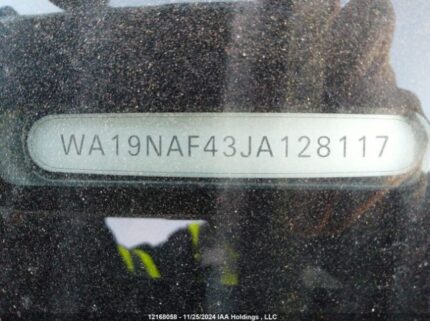 WA19NAF43JA128117
12168058 - 11/25/2024 IAA Holdings , LLC